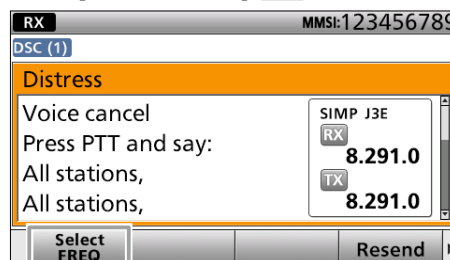 RX MMSI:123456789
DSC (1)
Distress
Voice cancel
Press PTT and say:
All stations,
All stations,
SIMP J3E
RX
8.291.0
TX
8.291.0
Select
FREQ
Resend